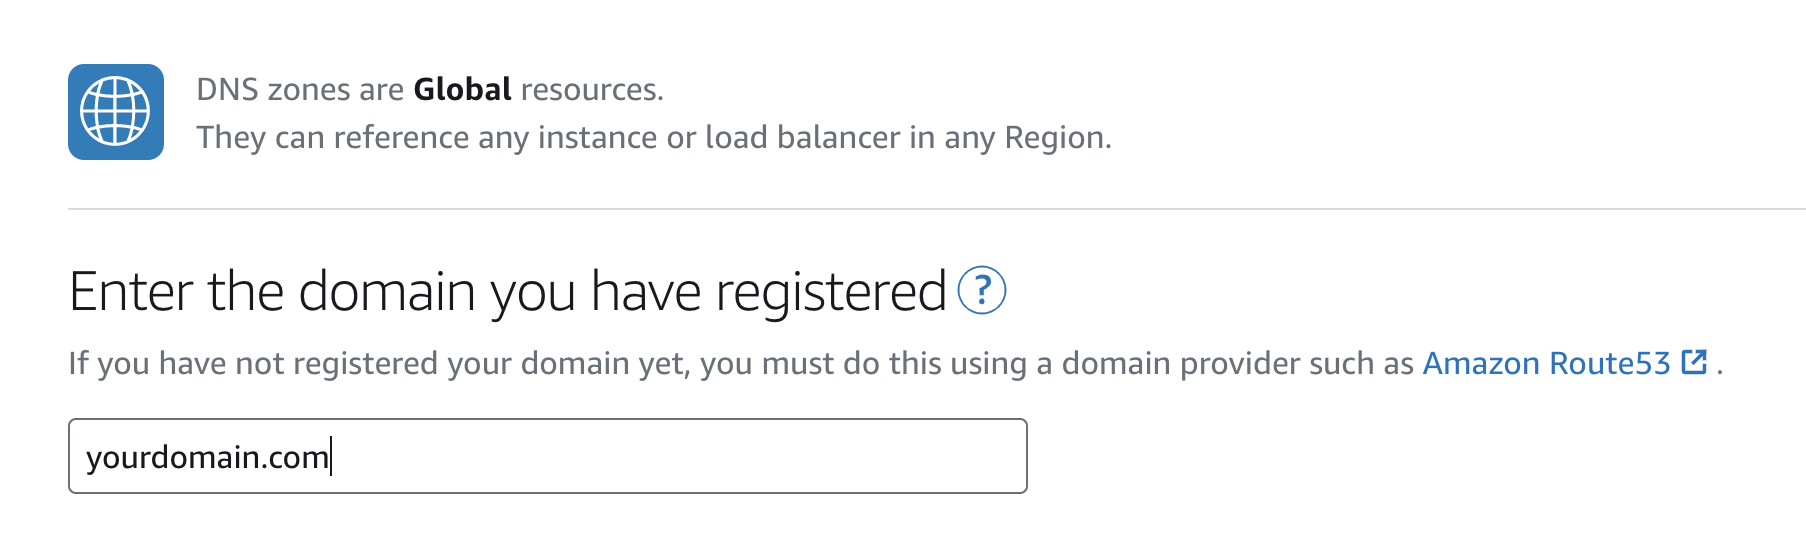 DNS zones are Global resources.
They can reference any instance or load balancer in any Region.
Enter the domain you have registered ?
If you have not registered your domain yet, you must do this using a domain provider such as Amazon Route53 .
yourdomain.com